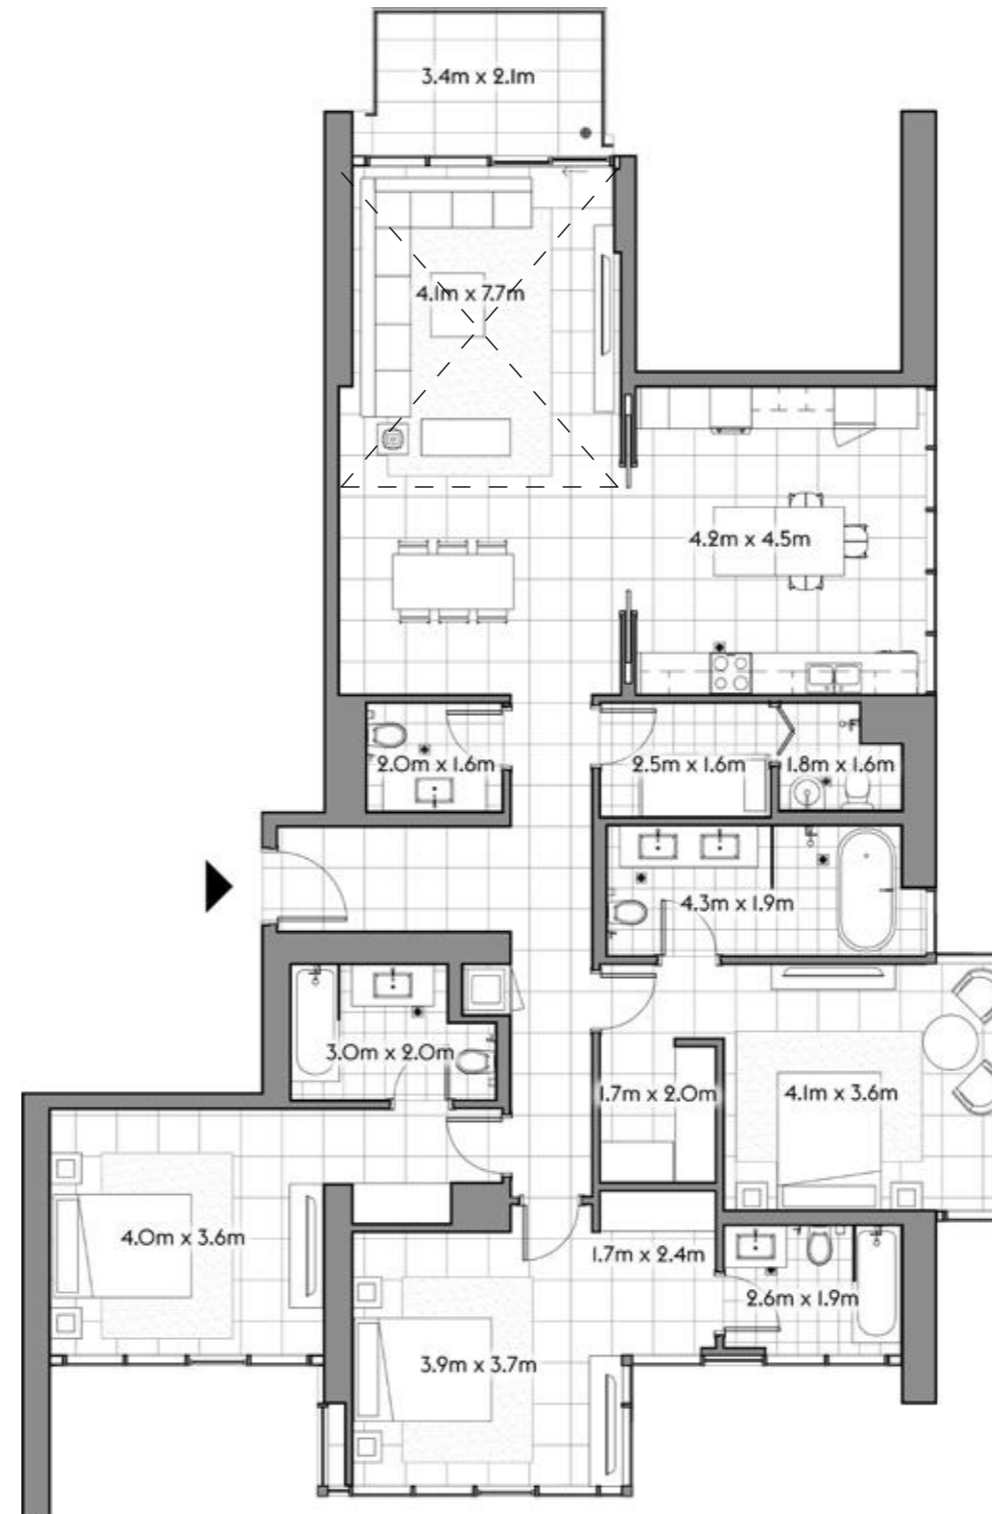 3.4m x 2.1m
4.1m x 7.7m
4.2m x 4.5m
2.0m x 1.6m
2.5m x 1.6m
1.8m x 1.6m
4.3m x 1.9m
3.0m x 2.0m
1.7m x 2.0m
4.1m x 3.6m
4.0m x 3.6m
1.7m x 2.4m
2.6m x 1.9m
3.9m x 3.7m